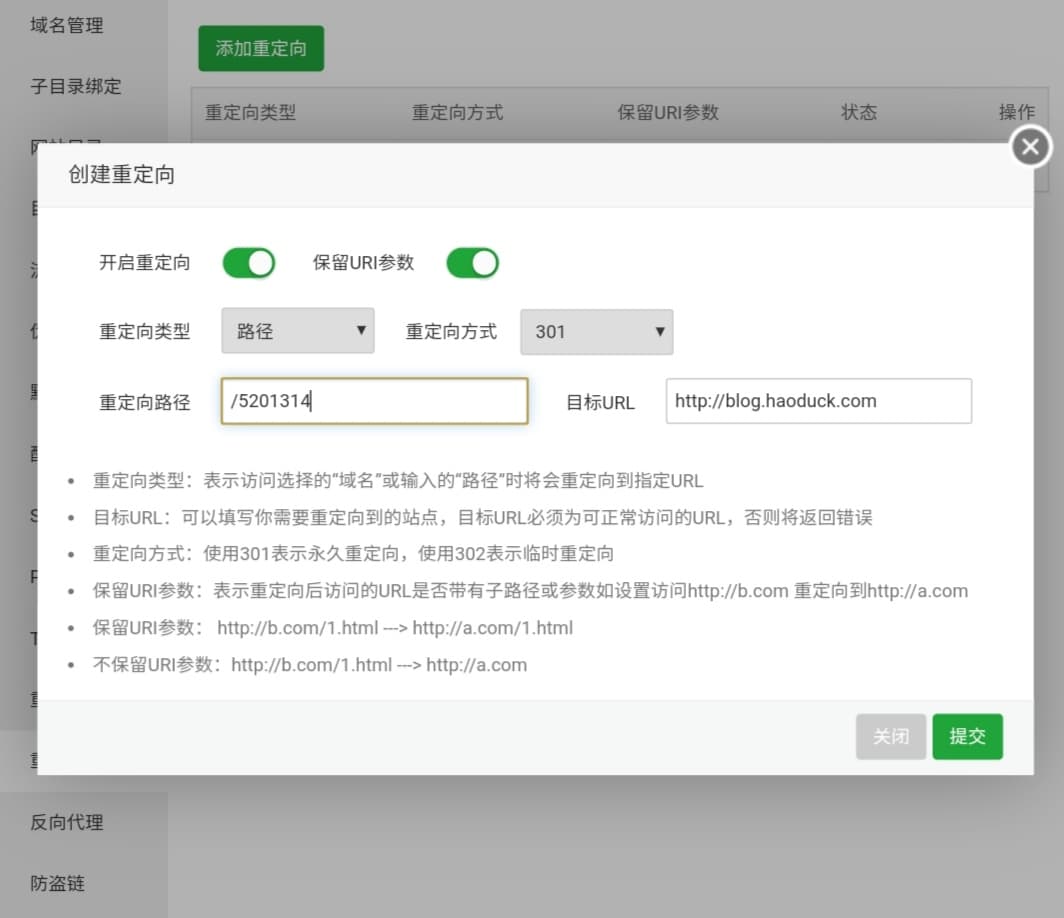 域名管理
添加重定向
子目录绑定
重定向类型 重定向方式 保留URI参数 状态 操作
创建重定向
开启重定向 保留URI参数
重定向类型 路径 重定向方式 301
重定向路径 /5201314 目标URL http://blog.haoduck.com
重定向类型：表示访问选择的“域名”或输入的“路径”时将会重定向到指定URL
目标URL：可以填写你需要重定向到的站点，目标URL必须为可正常访问的URL，否则将返回错误
重定向方式：使用301表示永久重定向，使用302表示临时重定向
保留URI参数：表示重定向后访问的URL是否带有子路径或参数如设置访问http://b.com 重定向到http://a.com
保留URI参数： http://b.com/1.html ---> http://a.com/1.html
不保留URI参数：http://b.com/1.html ---> http://a.com
关闭 提交
反向代理
防盗链